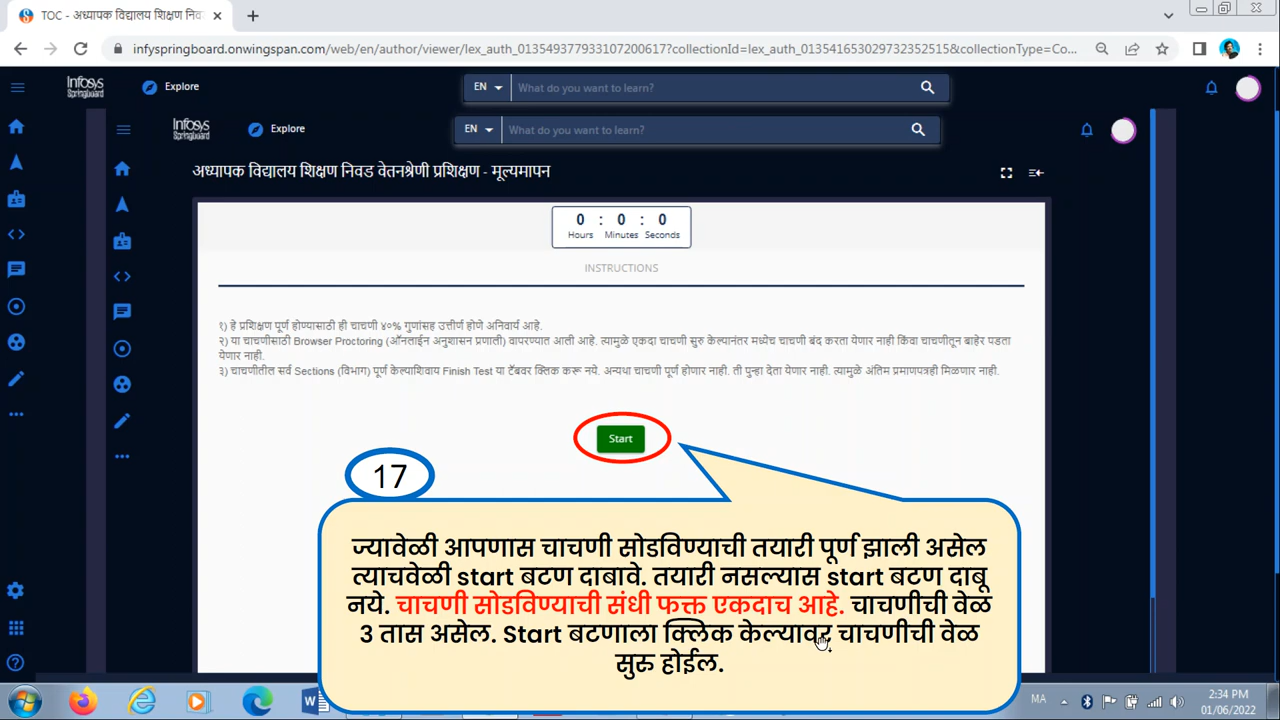 TOC - अध्यापक विद्यालय शिक्षण निवड
infyspringboard.onwingspan.com/web/en/author/viewer/lex_auth_013549377933107200617?collectionId=lex_auth_013541653029732352515&collectionType=Co...
Infosys Springboard
Explore
EN
What do you want to learn?
Infosys Springboard
Explore
EN
What do you want to learn?
अध्यापक विद्यालय शिक्षण निवड वेतनश्रेणी प्रशिक्षण - मूल्यमापन
0 : 0 : 0
Hours Minutes Seconds
INSTRUCTIONS
१) हे प्रशिक्षण पूर्ण होण्यासाठी ही चाचणी ४०% गुणांसह उत्तीर्ण होणे अनिवार्य आहे.
२) या चाचणीसाठी Browser Proctoring (ऑनलाईन अनुशासन प्रणाली) वापरण्यात आली आहे. त्यामुळे एकदा चाचणी सुरु केल्यानंतर मध्येच चाचणी बंद करता येणार नाही किंवा चाचणीतून बाहेर पडता
येणार नाही.
३) चाचणीतील सर्व Sections (विभाग) पूर्ण केल्याशिवाय Finish Test या टॅबवर क्लिक करू नये. अन्यथा चाचणी पूर्ण होणार नाही. ती पुन्हा देता येणार नाही. त्यामुळे अंतिम प्रमाणपत्रही मिळणार नाही.
Start
17
ज्यावेळी आपणास चाचणी सोडविण्याची तयारी पूर्ण झाली असेल
त्याचवेळी start बटण दाबावे. तयारी नसल्यास start बटण दाबू
नये. चाचणी सोडविण्याची संधी फक्त एकदाच आहे. चाचणीची वेळ
3 तास असेल. Start बटणाला क्लिक केल्यावर चाचणीची वेळ
सुरु होईल.
MA
2:34 PM
01/06/2022